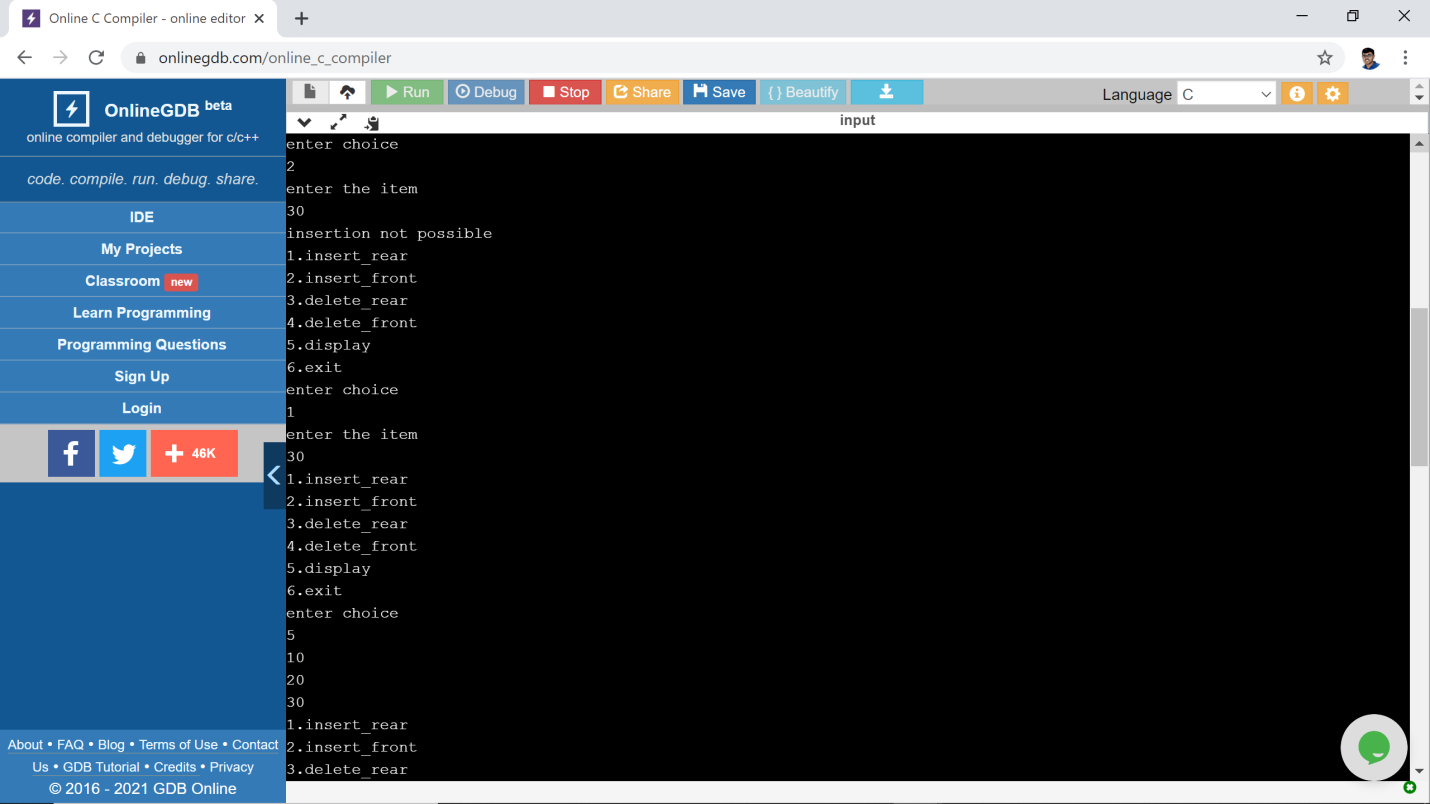 Online C Compiler - online editor
onlinegdb.com/online_c_compiler
OnlineGDB beta
online compiler and debugger for c/c++
code. compile. run. debug. share.
IDE
My Projects
Classroom new
Learn Programming
Programming Questions
Sign Up
Login
46K
About • FAQ • Blog • Terms of Use • Contact
Us • GDB Tutorial • Credits • Privacy
© 2016 - 2021 GDB Online
Run Debug Stop Share Save { } Beautify
Language C
input
enter choice
2
enter the item
30
insertion not possible
1.insert_rear
2.insert_front
3.delete_rear
4.delete_front
5.display
6.exit
enter choice
1
enter the item
30
1.insert_rear
2.insert_front
3.delete_rear
4.delete_front
5.display
6.exit
enter choice
5
10
20
30
1.insert_rear
2.insert_front
3.delete_rear